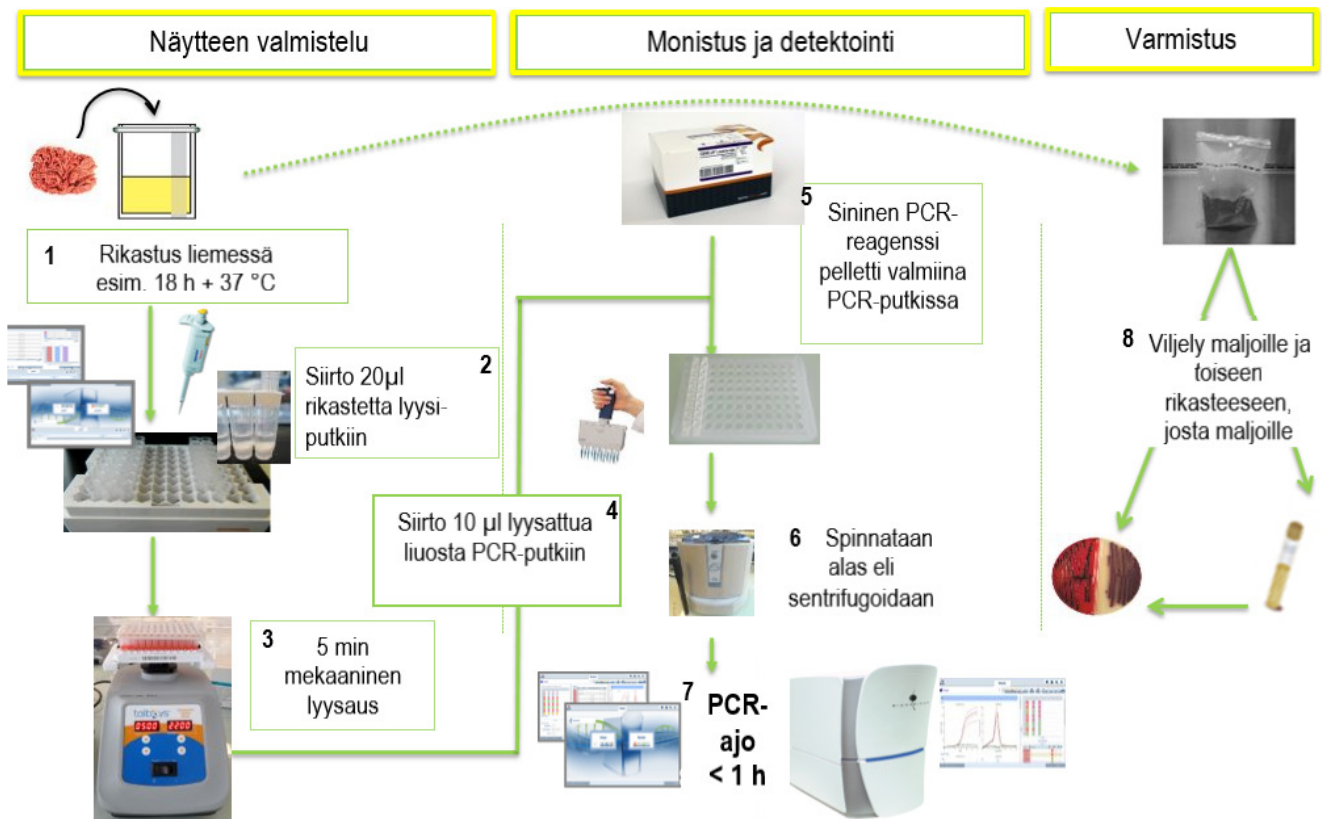 Näytteen valmistelu
Monistus ja detektointi
Varmistus
1 Rikastus liemessä
esim. 18 h + 37 °C
2 Siirto 20µl
rikastetta lyysi-
putkiin
3 5 min
mekaaninen
lyysaus
0500 2200
4 Siirto 10 µl lyysattua
liuosta PCR-putkiin
5 Sininen PCR-
reagenssi
pelletti valmiina
PCR-putkissa
6 Spinnataan
alas eli
sentrifugoidaan
7 PCR-
ajo
< 1 h
8 Viljely maljoille ja
toiseen
rikasteeseen,
josta maljoille